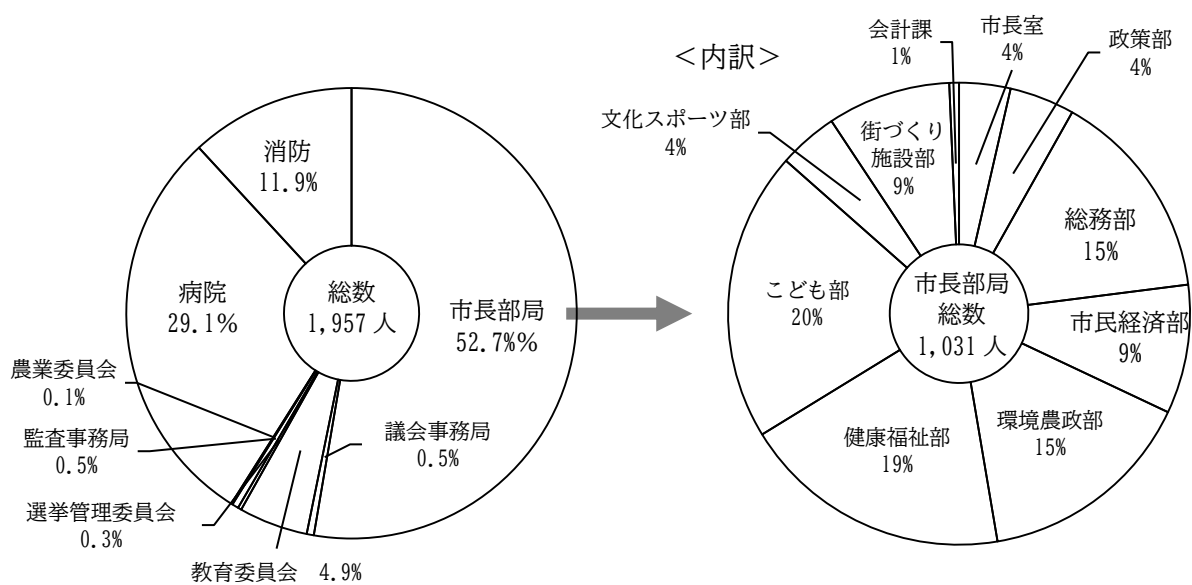 <内訳>
消防
11.9%
病院
29.1%
総数
1,957 人
市長部局
52.7%%
農業委員会
0.1%
監査事務局
0.5%
選挙管理委員会
0.3%
教育委員会 4.9%
議会事務局
0.5%
会計課
1%
市長室
4%
政策部
4%
文化スポーツ部
4%
街づくり
施設部
9%
総務部
15%
こども部
20%
市長部局
総数
1,031 人
市民経済部
9%
健康福祉部
19%
環境農政部
15%